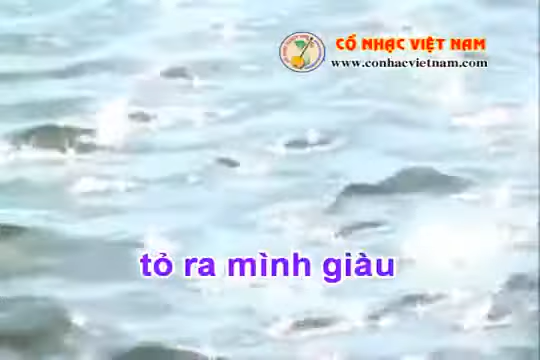 CỔ NHẠC VIỆT NAM
www.conhacvietnam.com
tỏ ra mình giàu